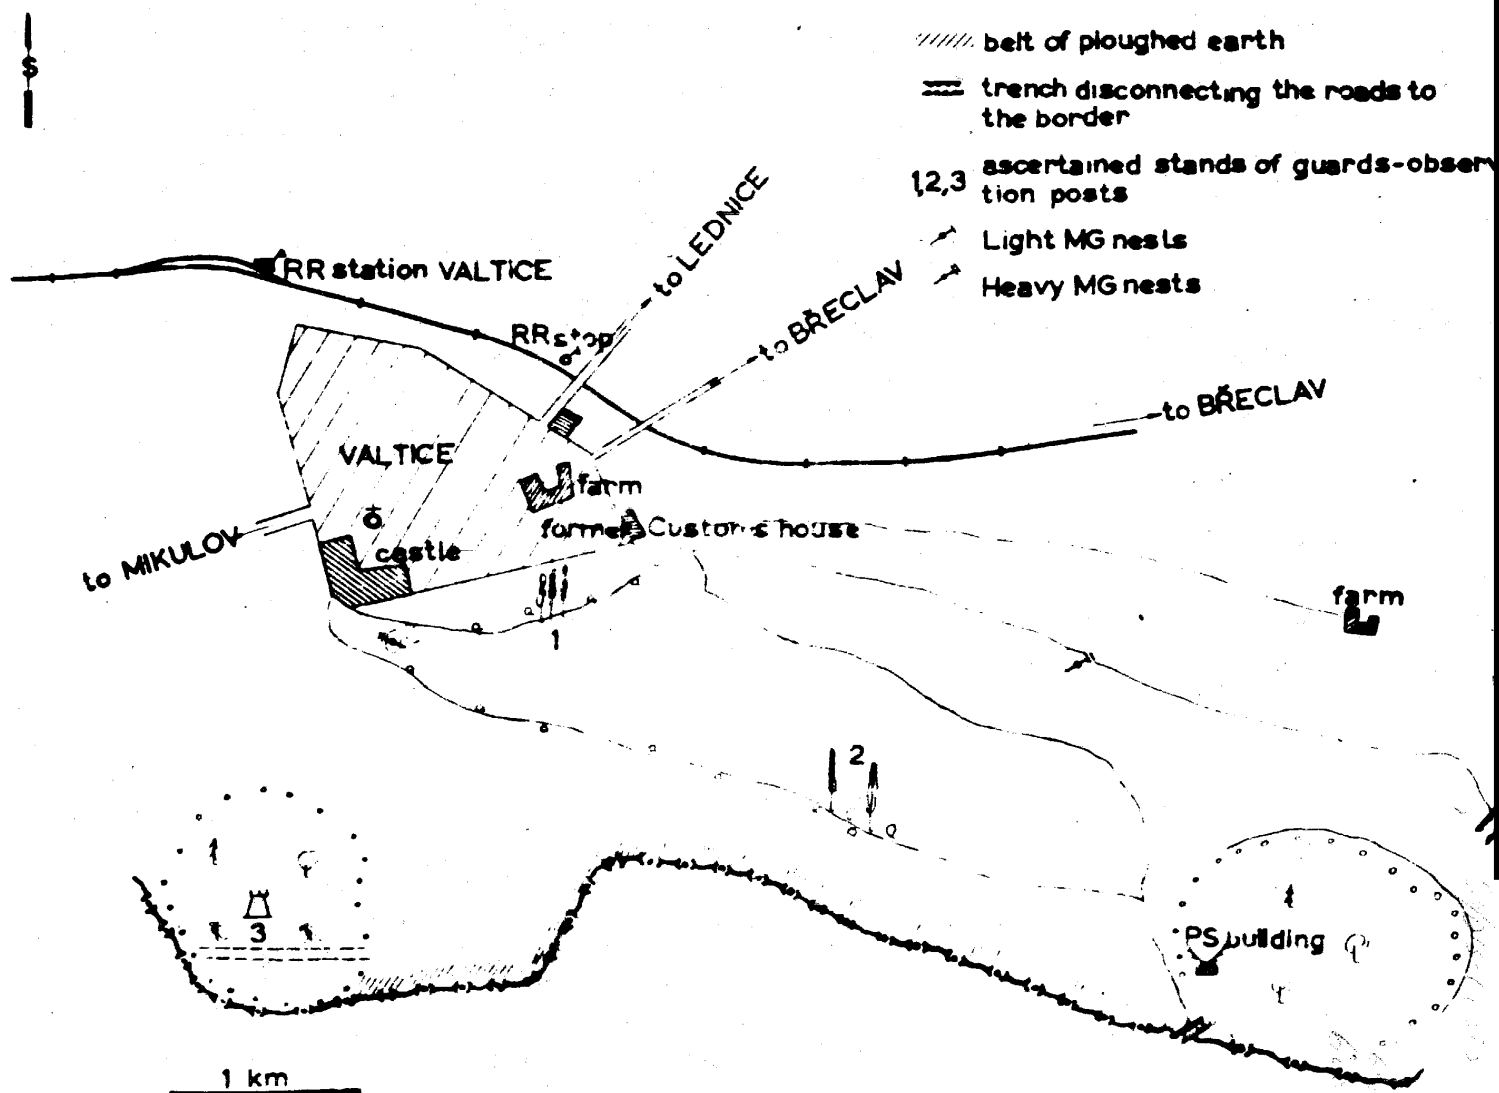 S
belt of ploughed earth
trench disconnecting the roads to
the border
1,2,3 ascertained stands of guards-observ
tion posts
Light MG nests
Heavy MG nests
to LEDNICE
RR station VALTICE
to BŘECLAV
RR stop
to BŘECLAV
VALTICE
farm
former Customs house
to MIKULOV
castle
farm
1
2
3
PS building
1 km